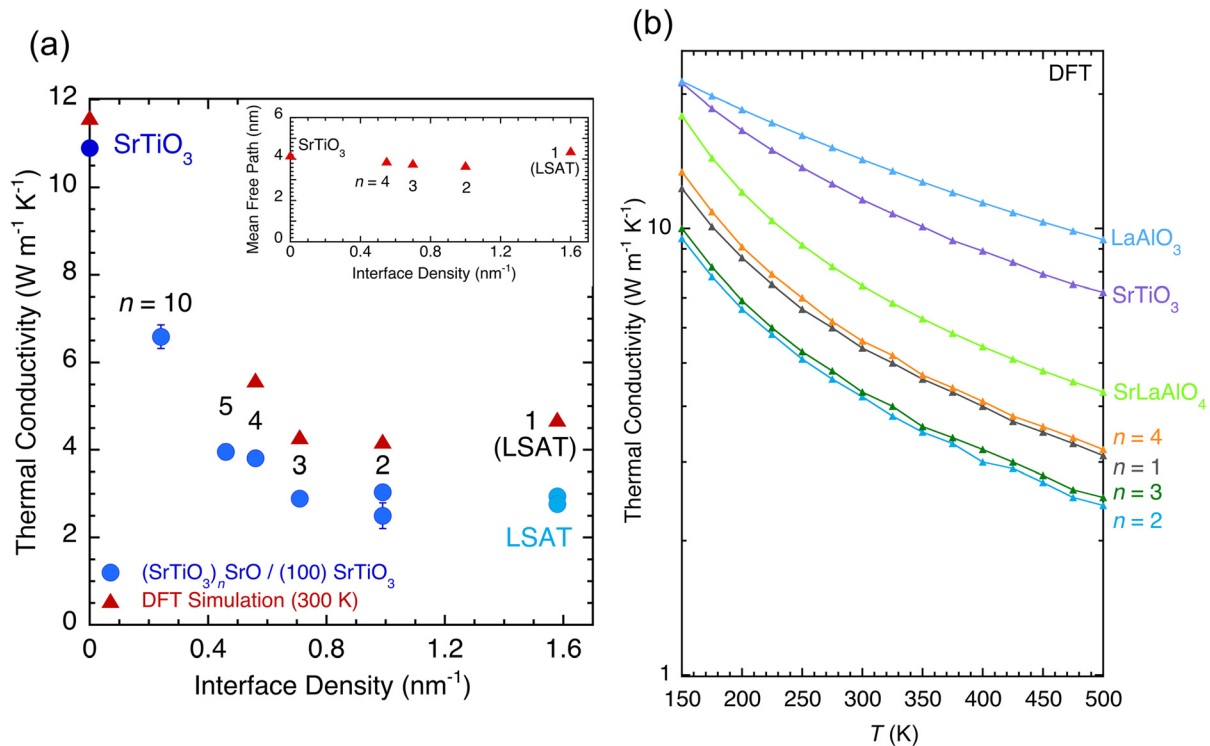 (a)
Thermal Conductivity (W m⁻¹ K⁻¹)
12
10
8
6
4
2
0
0
0.4
0.8
1.2
1.6
Interface Density (nm⁻¹)
SrTiO₃
n = 10
5
4
3
2
1
(LSAT)
LSAT
(SrTiO₃)ₙSrO / (100) SrTiO₃
DFT Simulation (300 K)
Mean Free Path (nm)
6
4
2
0
SrTiO₃
n = 4
3
2
1
(LSAT)
0
0.4
0.8
1.2
1.6
Interface Density (nm⁻¹)
(b)
DFT
Thermal Conductivity (W m⁻¹ K⁻¹)
10
1
LaAlO₃
SrTiO₃
SrLaAlO₄
n = 4
n = 1
n = 3
n = 2
150
200
250
300
350
400
450
500
T (K)